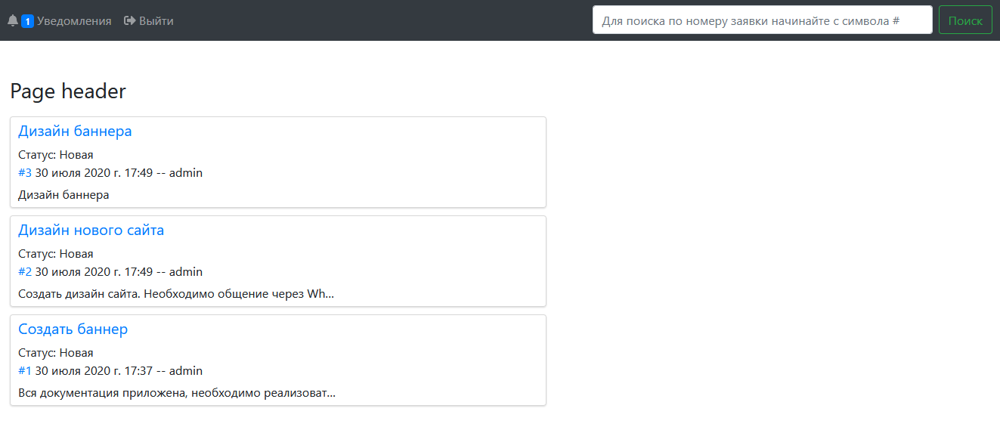 1 Уведомления Выйти Для поиска по номеру заявки начинайте с символа # Поиск
Page header
Дизайн баннера
Статус: Новая
#3 30 июля 2020 г. 17:49 -- admin
Дизайн баннера
Дизайн нового сайта
Статус: Новая
#2 30 июля 2020 г. 17:49 -- admin
Создать дизайн сайта. Необходимо общение через Wh...
Создать баннер
Статус: Новая
#1 30 июля 2020 г. 17:37 -- admin
Вся документация приложена, необходимо реализоват...